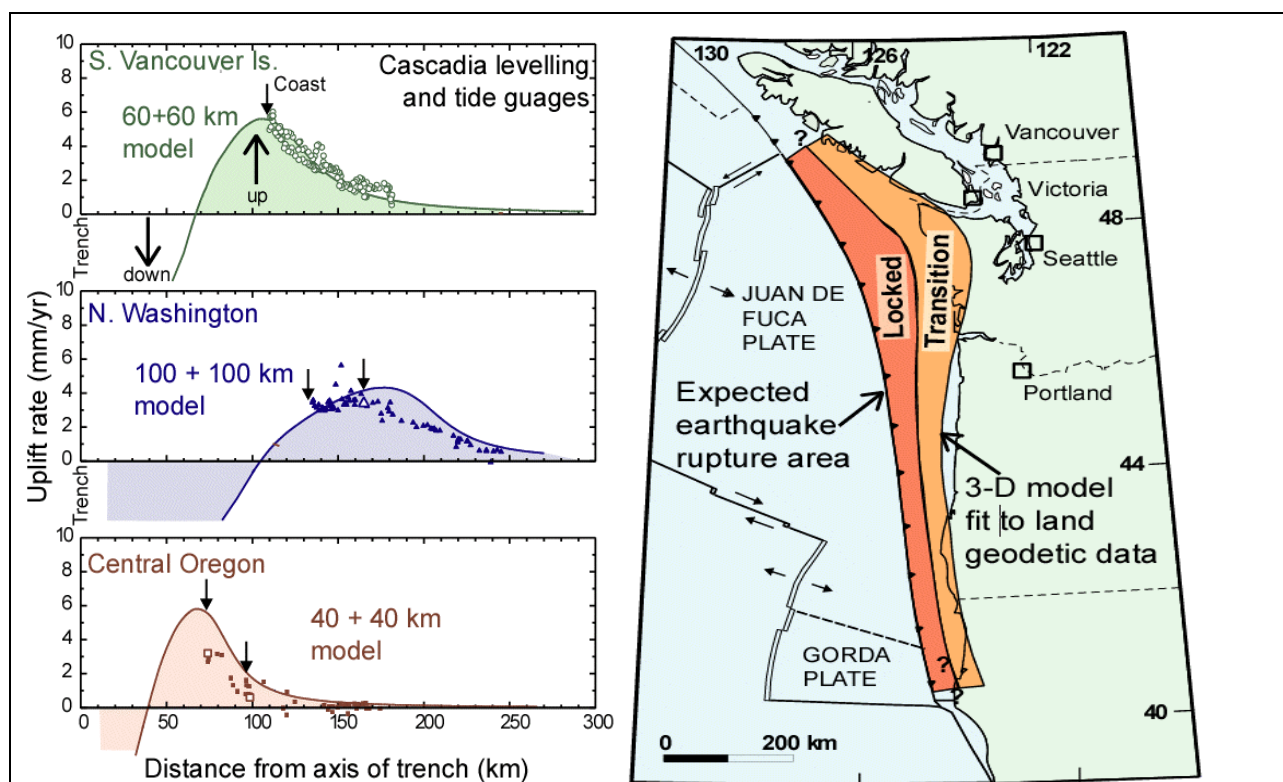 10
8
6
4
2
0
S. Vancouver Is.
60+60 km
model
Coast
Cascadia levelling
and tide guages
up
down
Trench
10
8
6
4
2
0
N. Washington
100 + 100 km
model
Trench
Uplift rate (mm/yr)
10
8
6
4
2
0
Central Oregon
40 + 40 km
model
0 50 100 150 200 250 300
Distance from axis of trench (km)
130
126
122
?
Vancouver
Victoria
48
Seattle
Locked
Transition
JUAN DE
FUCA
PLATE
Portland
Expected
earthquake
rupture area
44
3-D model
fit to land
geodetic data
GORDA
PLATE
?
?
40
0 200 km